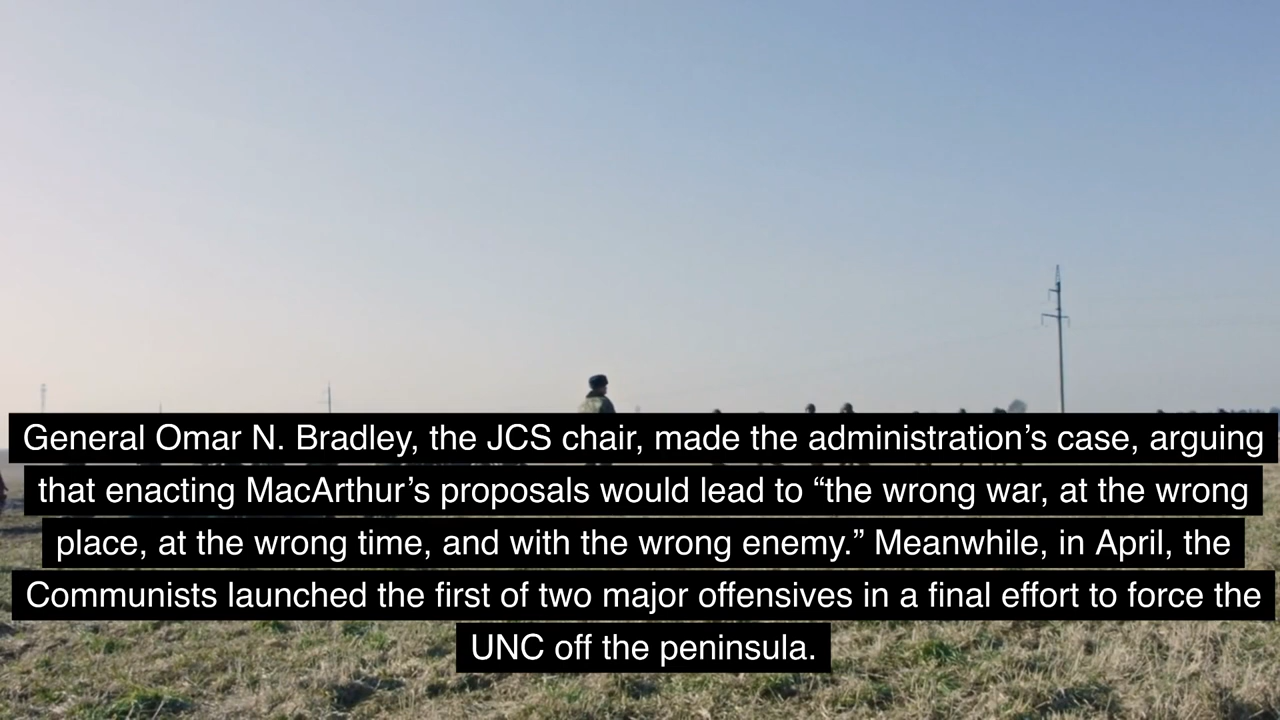 General Omar N. Bradley, the JCS chair, made the administration’s case, arguing
that enacting MacArthur’s proposals would lead to “the wrong war, at the wrong
place, at the wrong time, and with the wrong enemy.” Meanwhile, in April, the
Communists launched the first of two major offensives in a final effort to force the
UNC off the peninsula.